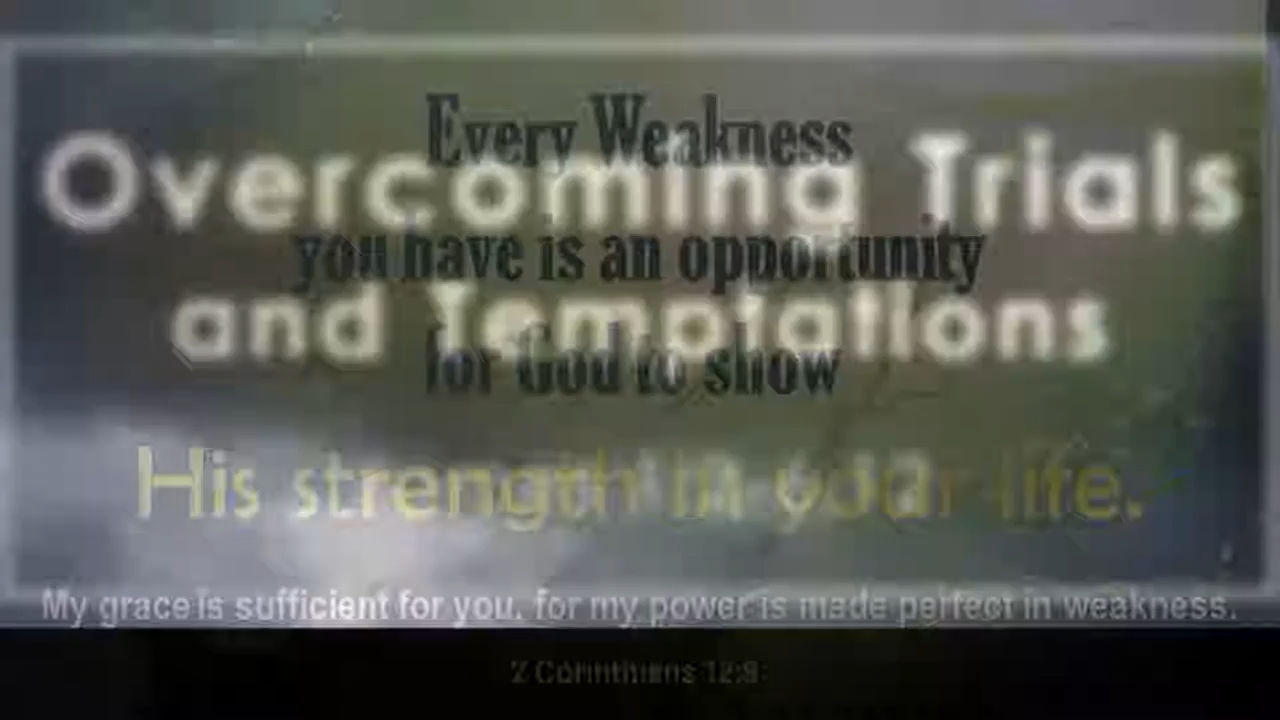 Every Weakness
Overcoming Trials
you have is an opportunity
and Temptations
for God to show
His strength in your life.
My grace is sufficient for you, for my power is made perfect in weakness.
2 Corinthians 12:9